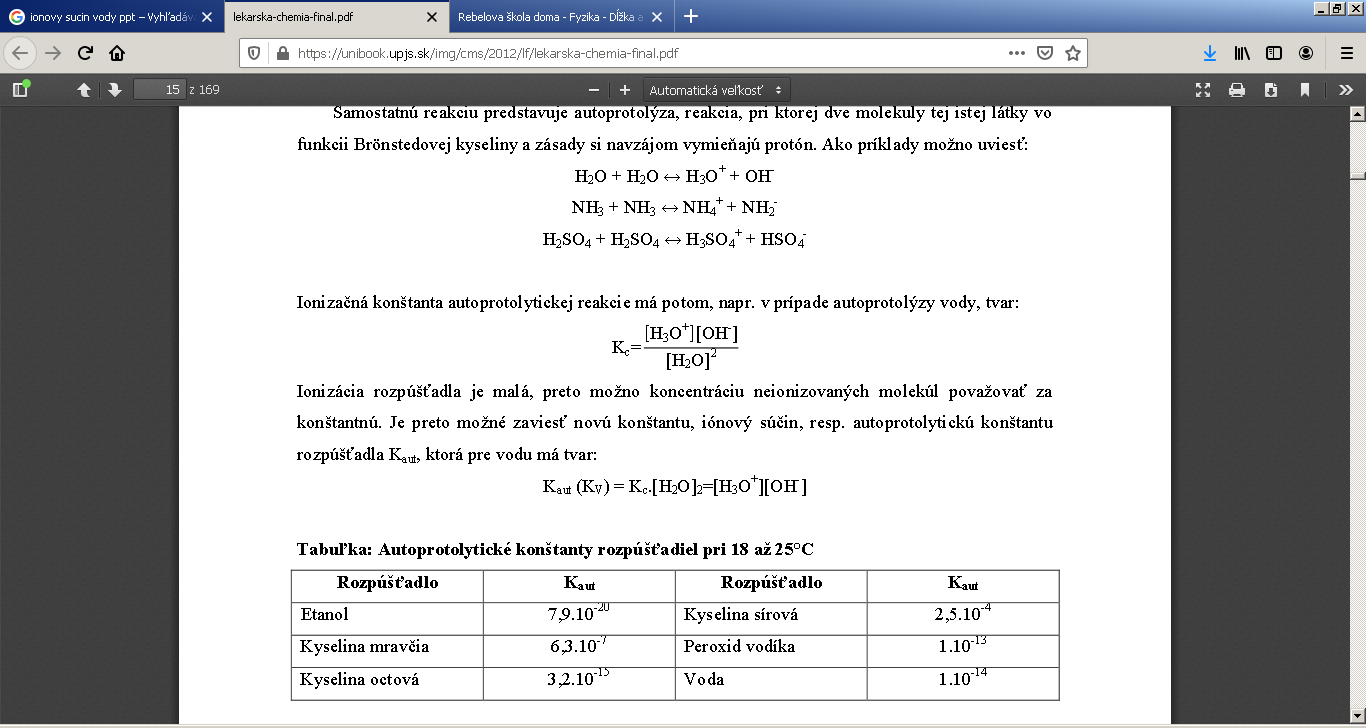 ionovy sucin vody ppt – Vyhľadáv
lekarska-chemia-final.pdf
Rebelova škola doma - Fyzika - Dĺžka a
https://unibook.upjs.sk/img/cms/2012/lf/lekarska-chemia-final.pdf
15 z 169
Automatická veľkosť
Samostatnú reakciu predstavuje autoprotolýza, reakcia, pri ktorej dve molekuly tej istej látky vo
funkcii Brönstedovej kyseliny a zásady si navzájom vymieňajú protón. Ako príklady možno uviesť:
H2O + H2O ↔ H3O+ + OH-
NH3 + NH3 ↔ NH4+ + NH2-
H2SO4 + H2SO4 ↔ H3SO4+ + HSO4-
Ionizačná konštanta autoprotolytickej reakcie má potom, napr. v prípade autoprotolýzy vody, tvar:
[H3O+][OH-]
Kc=
[H2O]2
Ionizácia rozpúšťadla je malá, preto možno koncentráciu neionizovaných molekúl považovať za
konštantnú. Je preto možné zaviesť novú konštantu, iónový súčin, resp. autoprotolytickú konštantu
rozpúšťadla Kaut, ktorá pre vodu má tvar:
Kaut (KV) = Kc.[H2O]2=[H3O+][OH-]
Tabuľka: Autoprotolytické konštanty rozpúšťadiel pri 18 až 25°C
Rozpúšťadlo Kaut Rozpúšťadlo Kaut
Etanol 7,9.10-20 Kyselina sírová 2,5.10-4
Kyselina mravčia 6,3.10-7 Peroxid vodíka 1.10-13
Kyselina octová 3,2.10-15 Voda 1.10-14